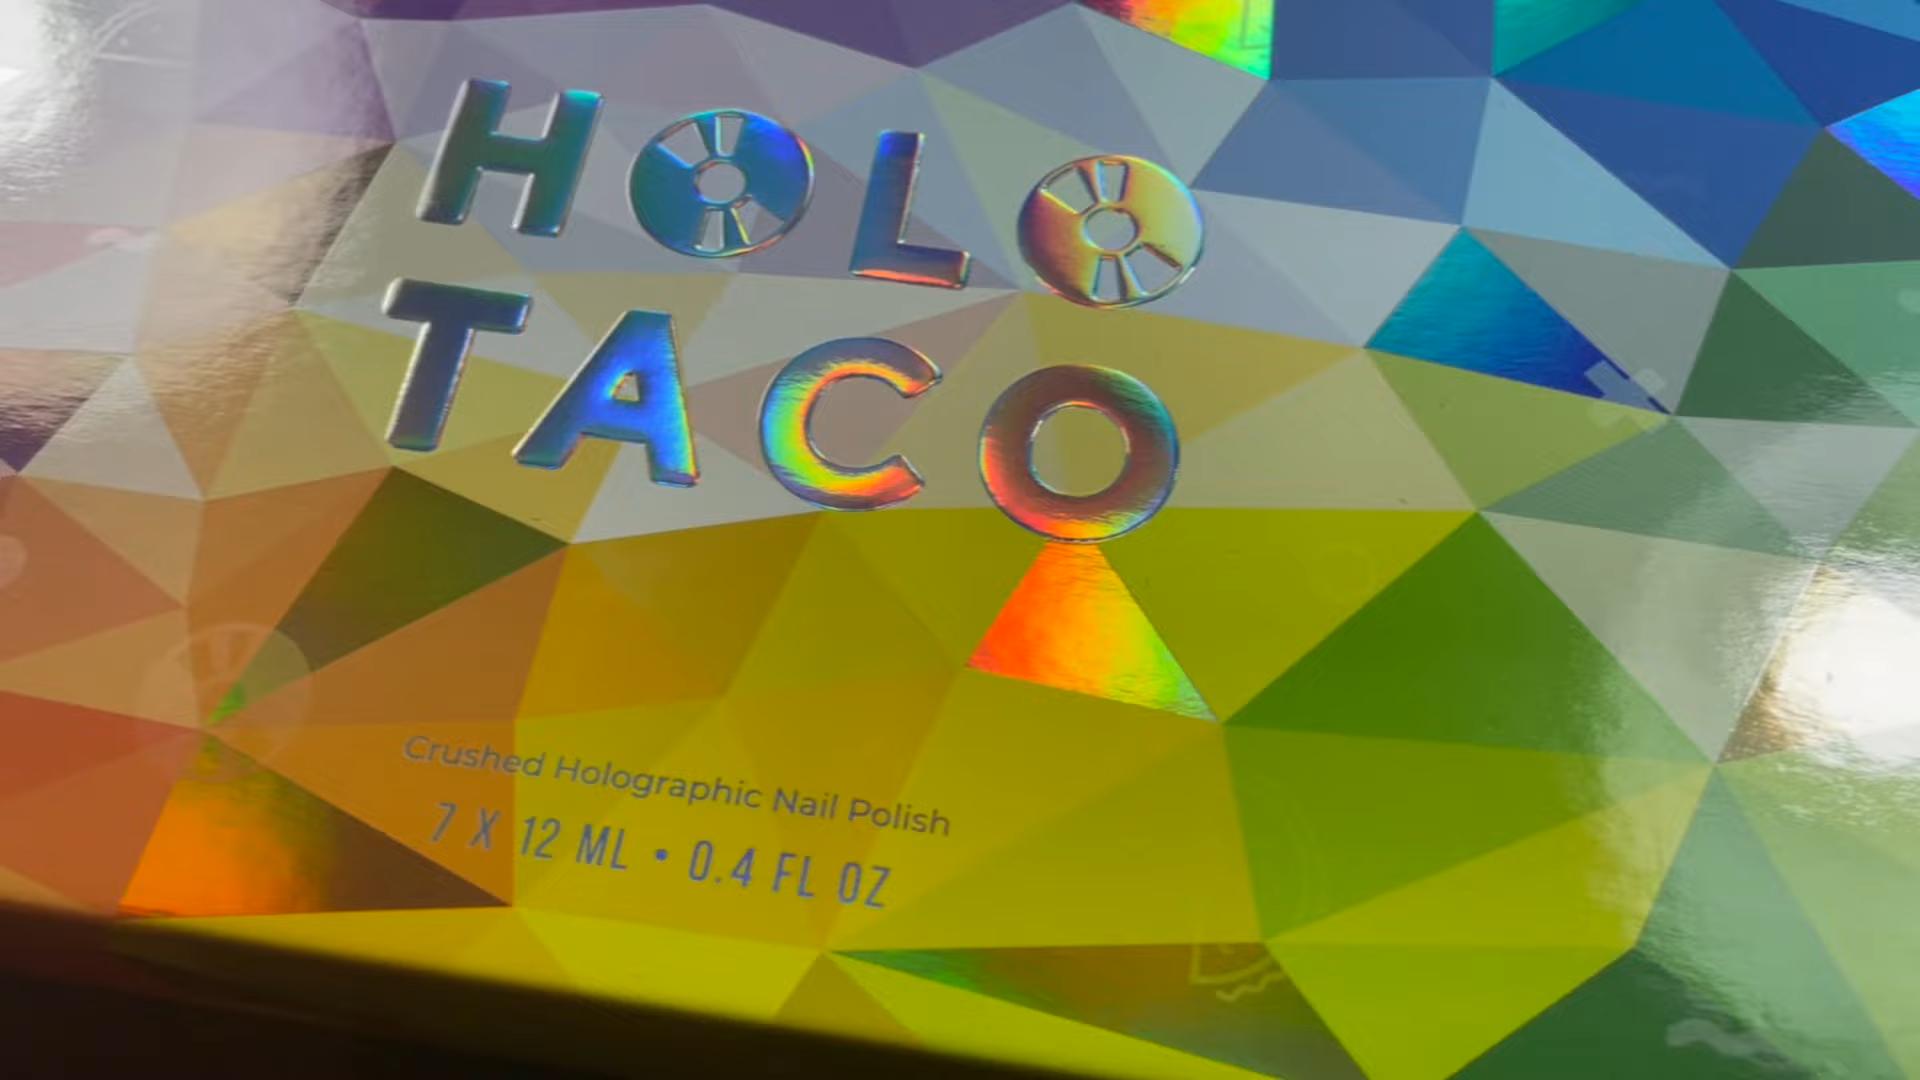 HOLO
TACO
Crushed Holographic Nail Polish
7 X 12 ML • 0.4 FL OZ